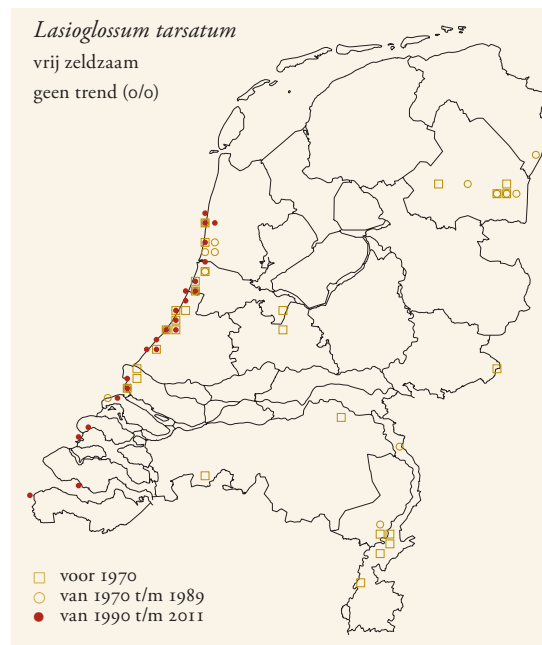 Lasioglossum tarsatum
vrij zeldzaam
geen trend (0/0)
voor 1970
van 1970 t/m 1989
van 1990 t/m 2011